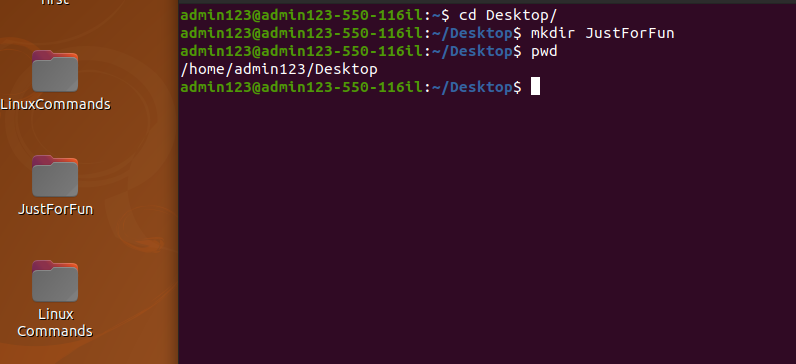 LinuxCommands
JustForFun
Linux
Commands
admin123@admin123-550-116il:~$ cd Desktop/
admin123@admin123-550-116il:~/Desktop$ mkdir JustForFun
admin123@admin123-550-116il:~/Desktop$ pwd
/home/admin123/Desktop
admin123@admin123-550-116il:~/Desktop$